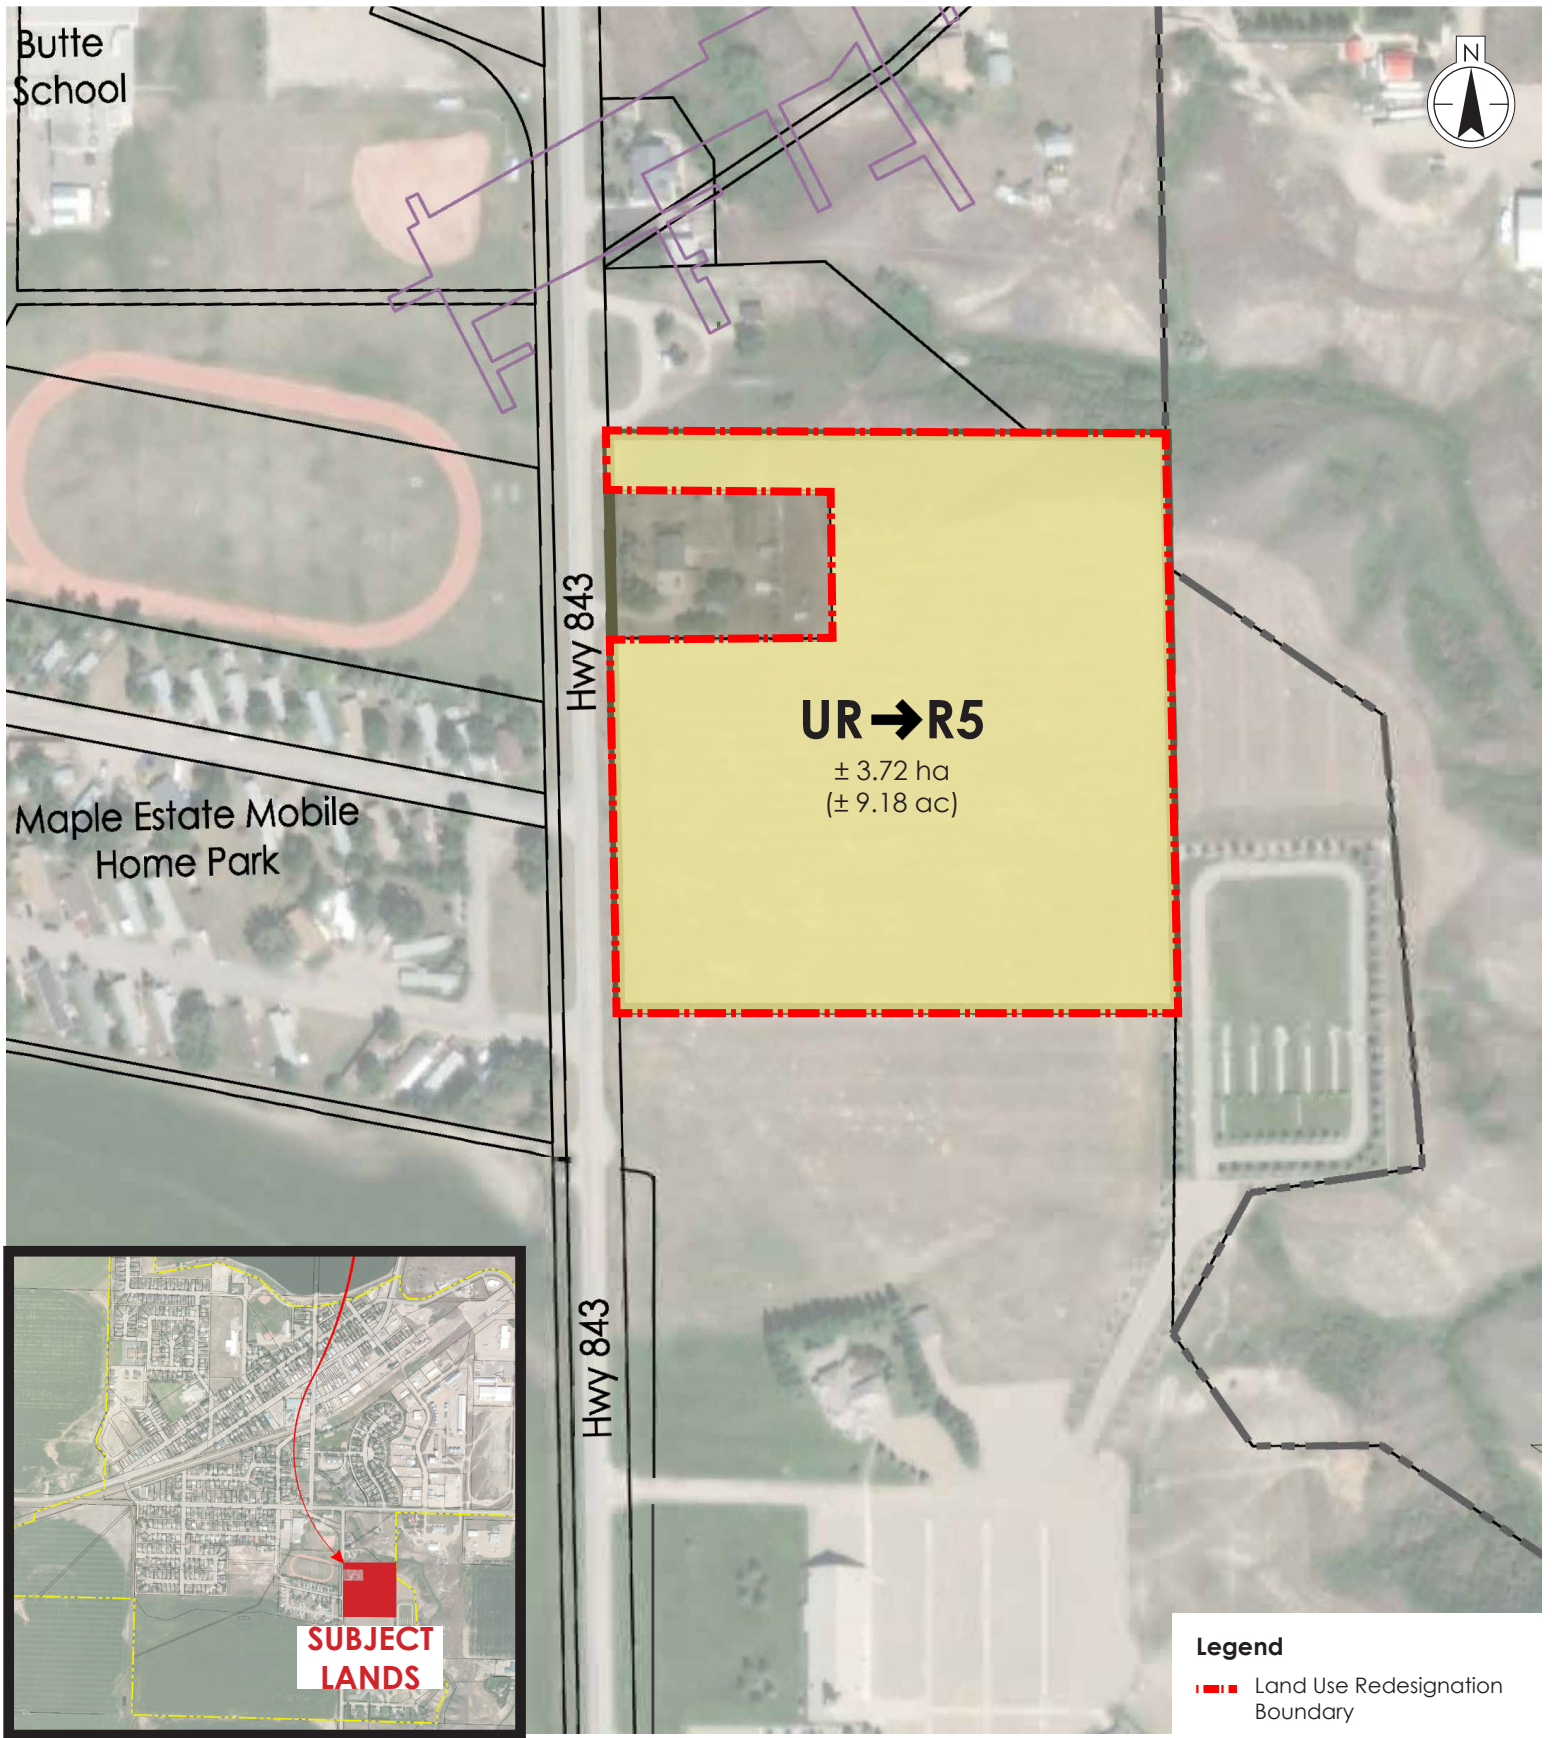 Butte
School
N
Hwy 843
UR➔R5
± 3.72 ha
(± 9.18 ac)
Maple Estate Mobile
Home Park
Hwy 843
SUBJECT
LANDS
Legend
Land Use Redesignation
Boundary